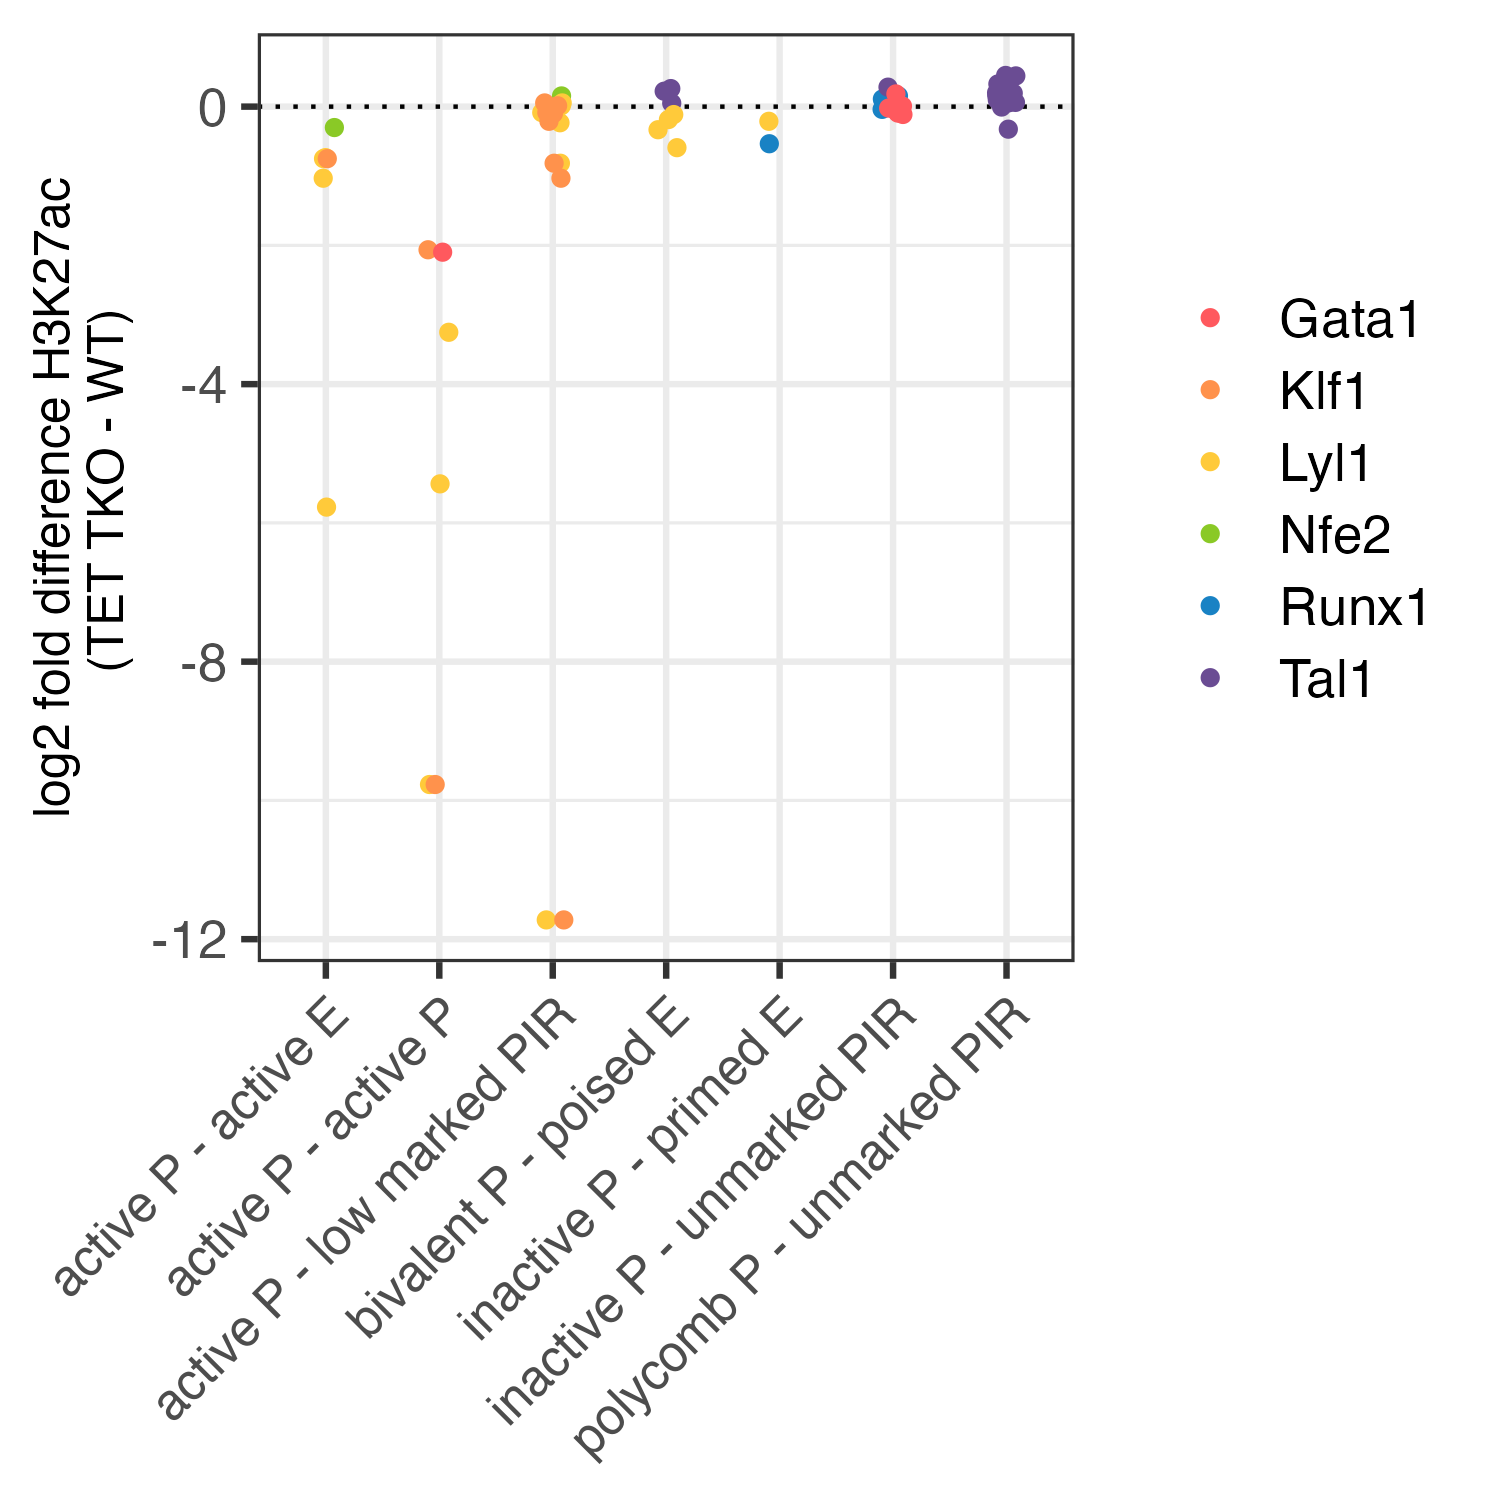 log2 fold difference H3K27ac
(TET TKO - WT)
0
-4
-8
-12
active P - active E
active P - active P
active P - low marked PIR
bivalent P - poised E
inactive P - primed E
inactive P - unmarked PIR
polycomb P - unmarked PIR
Gata1
Klf1
Lyl1
Nfe2
Runx1
Tal1